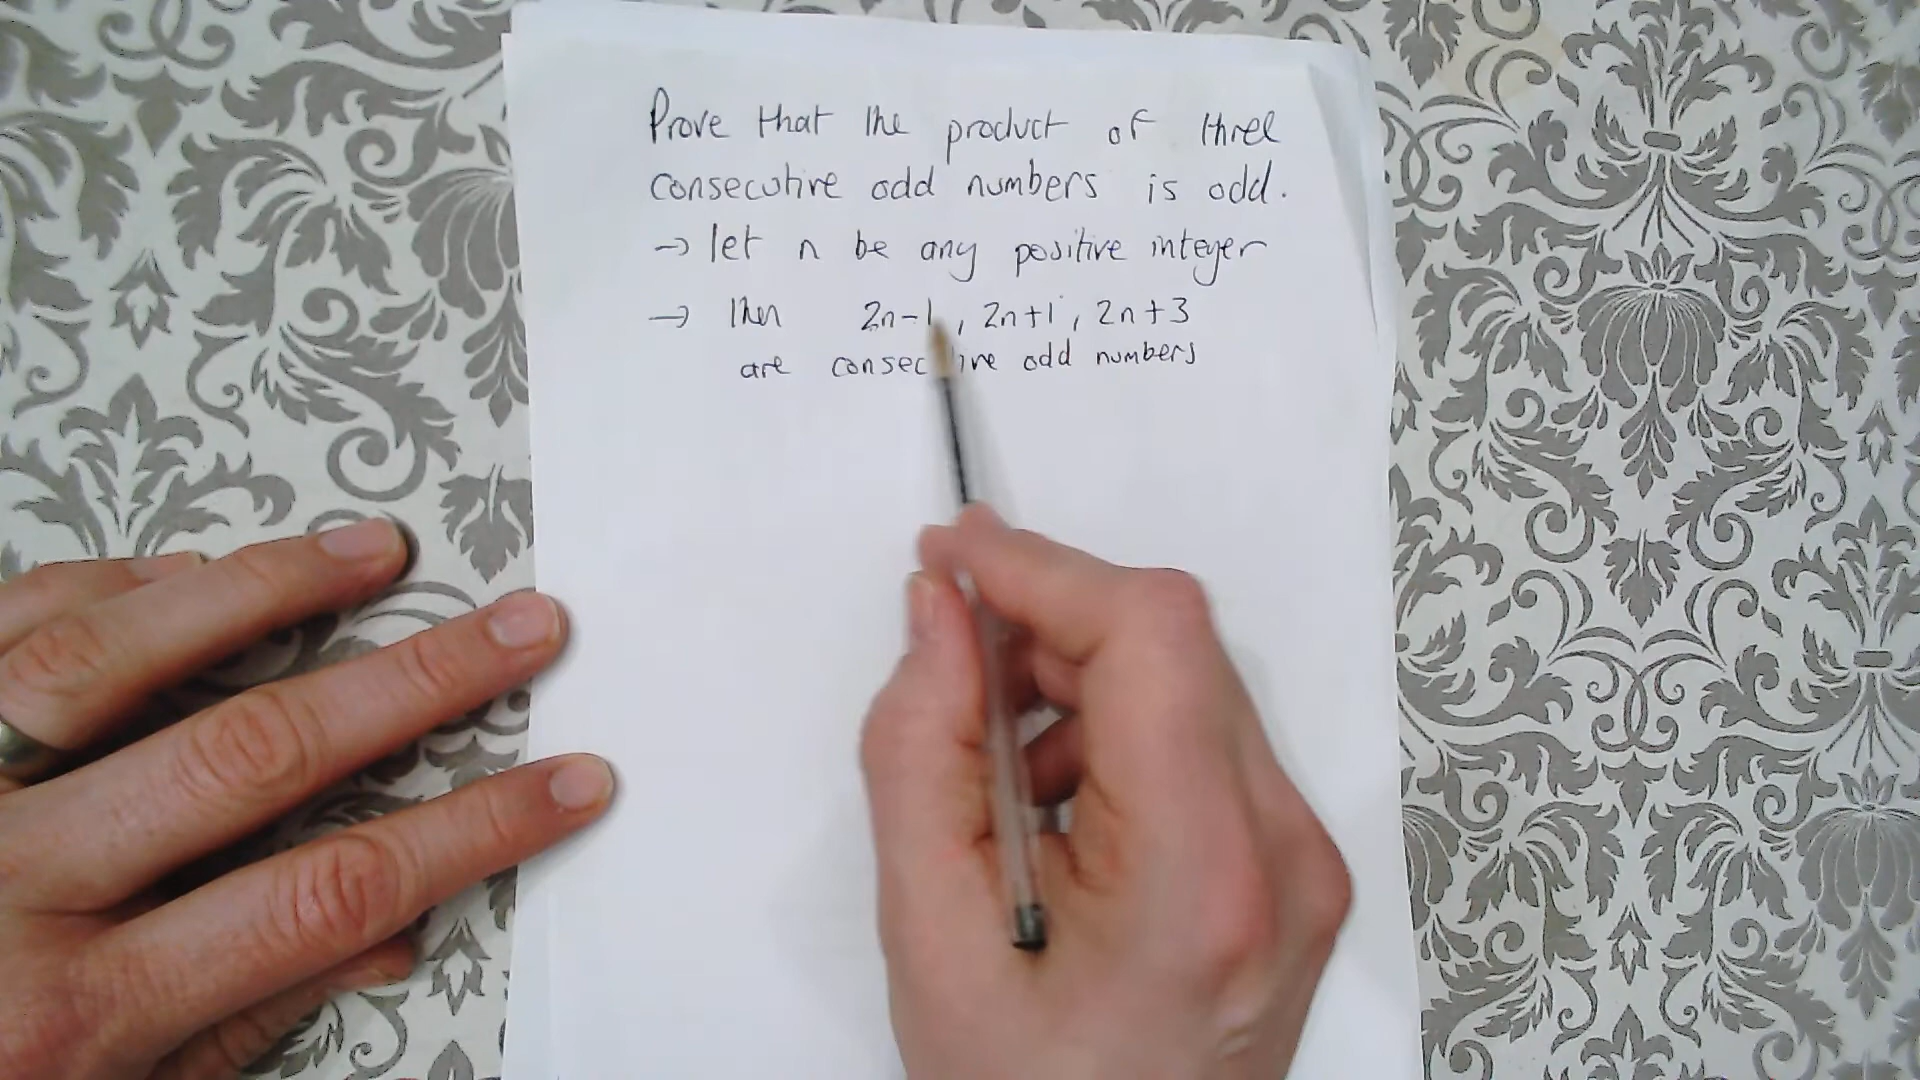 Prove that the product of three
consecutive odd numbers is odd.
→ let n be any positive integer
→ then 2n-1, 2n+1, 2n+3
are odd numbers